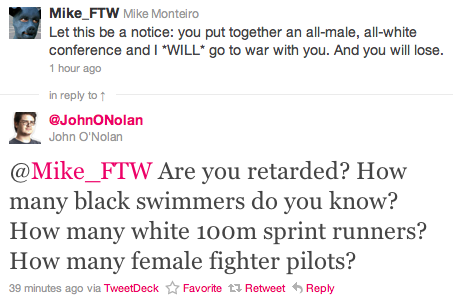 Mike_FTW Mike Monteiro
Let this be a notice: you put together an all-male, all-white
conference and I *WILL* go to war with you. And you will lose.
1 hour ago
in reply to ↑
@JohnONolan
John O'Nolan
@Mike_FTW Are you retarded? How
many black swimmers do you know?
How many white 100m sprint runners?
How many female fighter pilots?
39 minutes ago via TweetDeck Favorite Retweet Reply